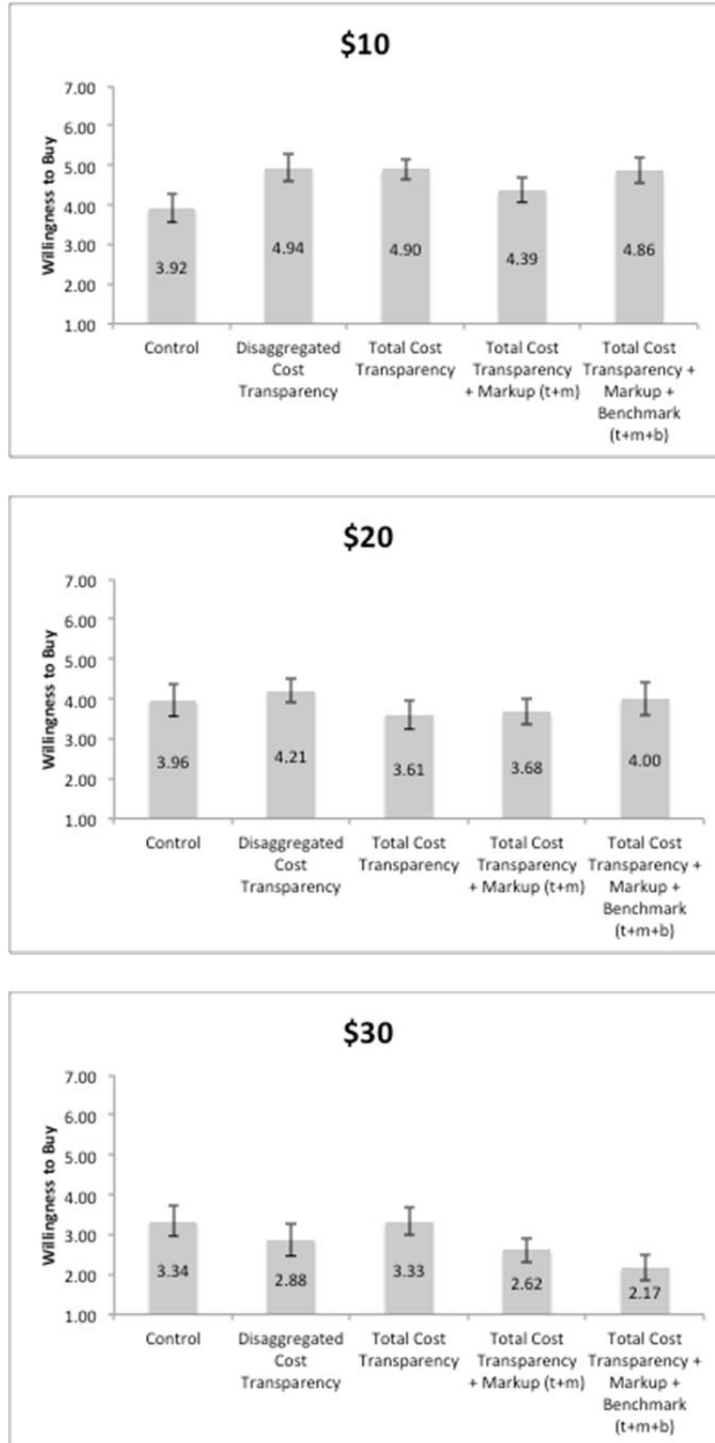 $10
7.00
6.00
5.00
4.00
3.00
2.00
1.00
Willingness to Buy
3.92
4.94
4.90
4.39
4.86
Control
Disaggregated
Cost
Transparency
Total Cost
Transparency
Total Cost
Transparency
+ Markup (t+m)
Total Cost
Transparency +
Markup +
Benchmark
(t+m+b)
$20
7.00
6.00
5.00
4.00
3.00
2.00
1.00
Willingness to Buy
3.96
4.21
3.61
3.68
4.00
Control
Disaggregated
Cost
Transparency
Total Cost
Transparency
Total Cost
Transparency
+ Markup (t+m)
Total Cost
Transparency +
Markup +
Benchmark
(t+m+b)
$30
7.00
6.00
5.00
4.00
3.00
2.00
1.00
Willingness to Buy
3.34
2.88
3.33
2.62
2.17
Control
Disaggregated
Cost
Transparency
Total Cost
Transparency
Total Cost
Transparency
+ Markup (t+m)
Total Cost
Transparency +
Markup +
Benchmark
(t+m+b)